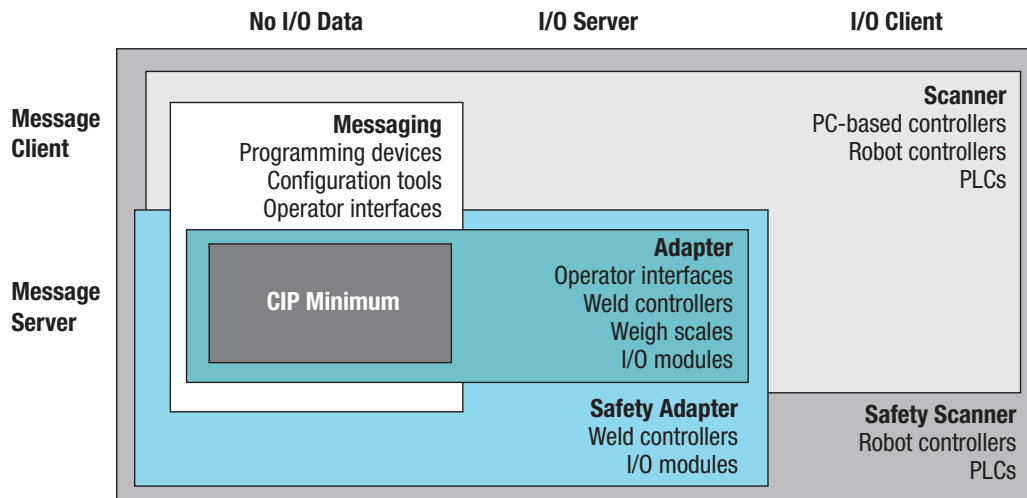 No I/O Data
I/O Server
I/O Client
Message
Client
Scanner
PC-based controllers
Robot controllers
PLCs
Messaging
Programming devices
Configuration tools
Operator interfaces
Message
Server
CIP Minimum
Adapter
Operator interfaces
Weld controllers
Weigh scales
I/O modules
Safety Adapter
Weld controllers
I/O modules
Safety Scanner
Robot controllers
PLCs